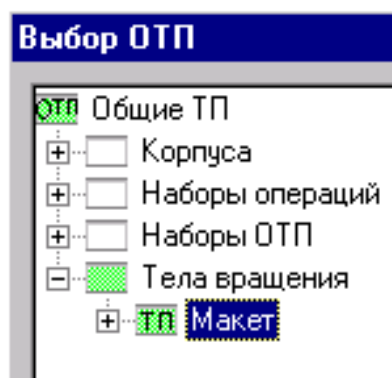 Выбор ОТП
ОТП Общие ТП
Корпуса
Наборы операций
Наборы ОТП
Тела вращения
ТП Макет